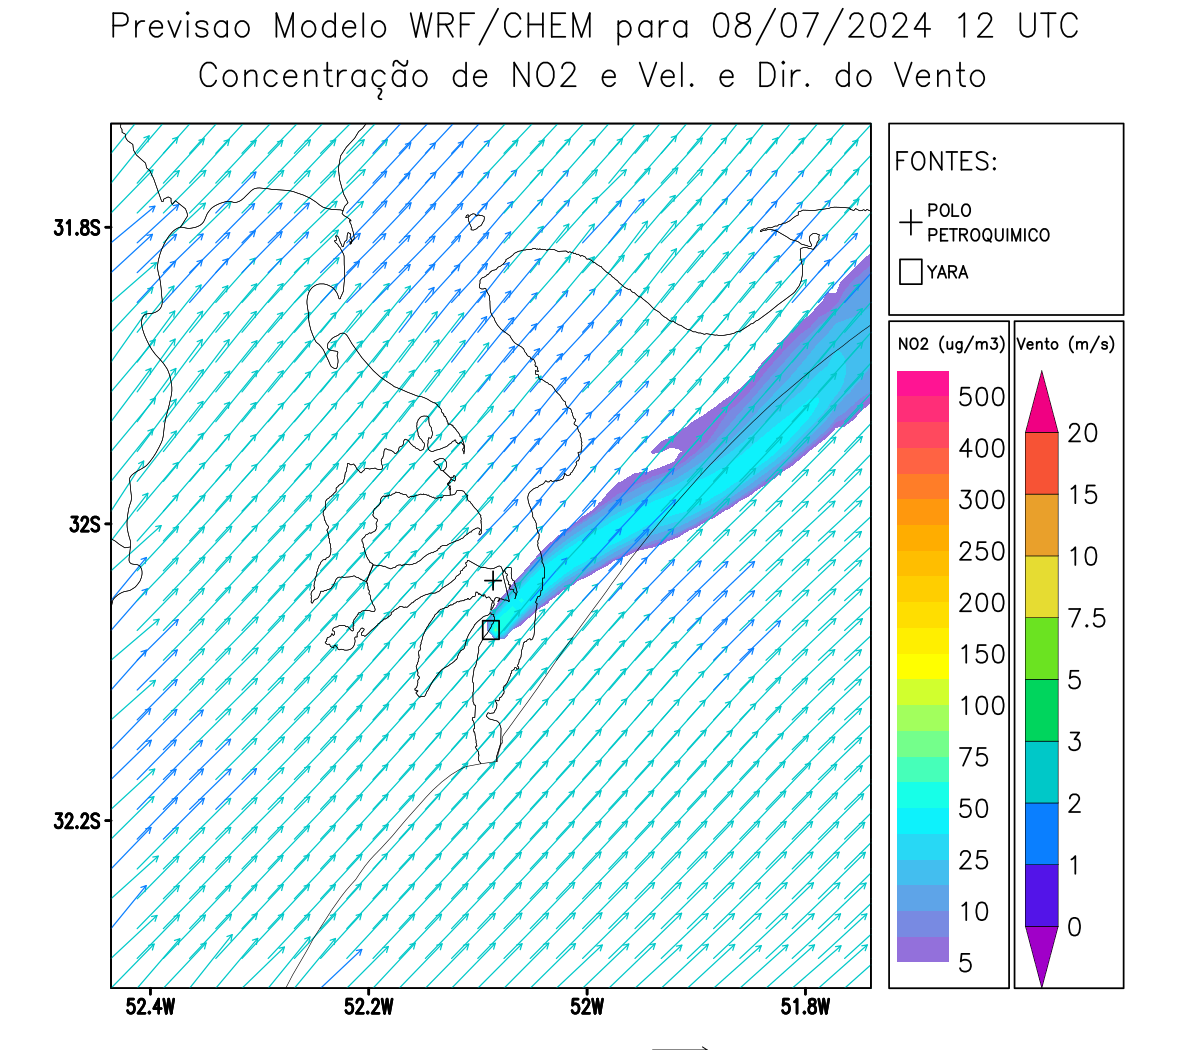 Previsao Modelo WRF/CHEM para 08/07/2024 12 UTC
Concentração de NO2 e Vel. e Dir. do Vento
FONTES:
POLO
PETROQUIMICO
YARA
NO2 (ug/m3)
500
400
300
250
200
150
100
75
50
25
10
5
Vento (m/s)
20
15
10
7.5
5
3
2
1
0
31.8S
32S
32.2S
52.4W
52.2W
52W
51.8W